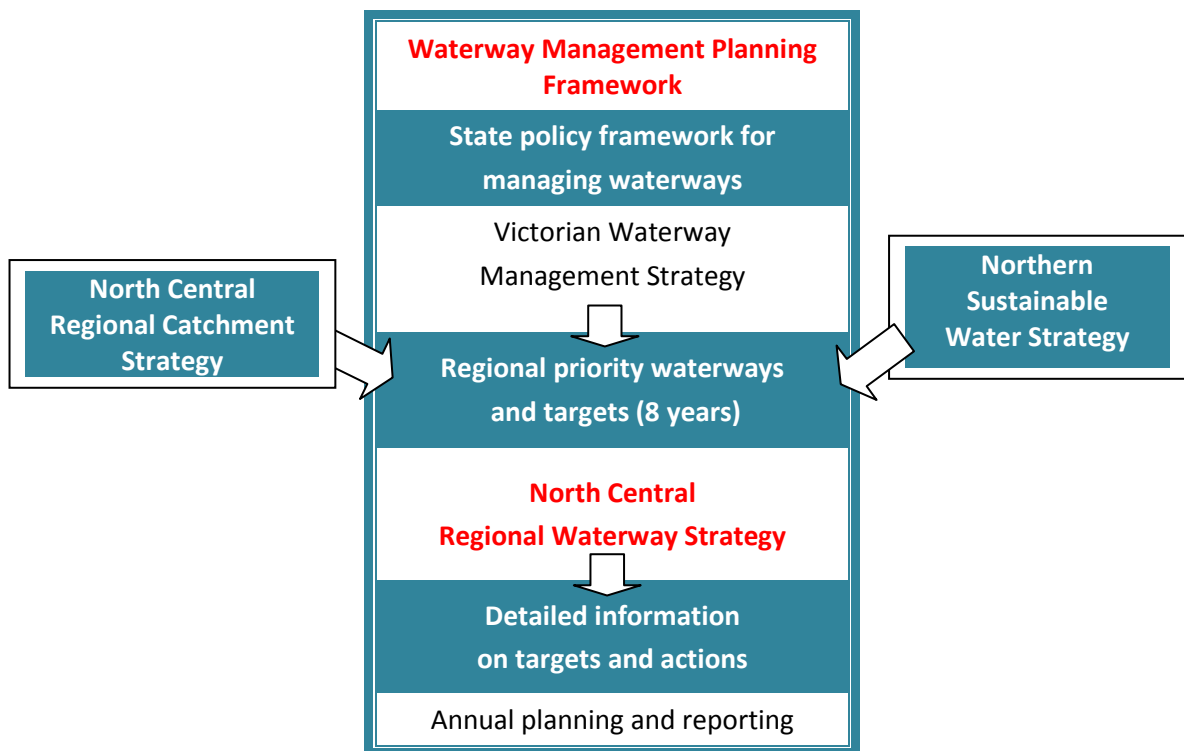 Waterway Management Planning
Framework
State policy framework for
managing waterways
Victorian Waterway
Management Strategy
North Central
Regional Catchment
Strategy
Northern
Sustainable
Water Strategy
Regional priority waterways
and targets (8 years)
North Central
Regional Waterway Strategy
Detailed information
on targets and actions
Annual planning and reporting